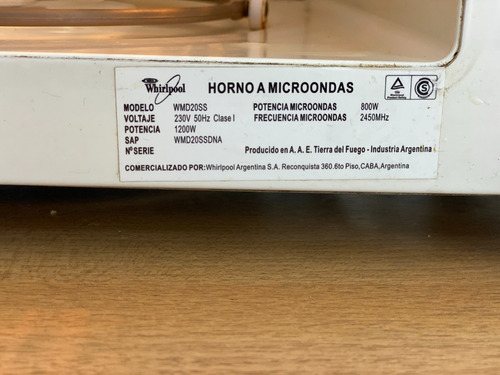 Whirlpool
HORNO A MICROONDAS
MODELO WMD20SS POTENCIA MICROONDAS 800W
VOLTAJE 230V 50Hz Clase I FRECUENCIA MICROONDAS 2450MHz
POTENCIA 1200W
SAP WMD20SSDNA
Nº SERIE Producido en A. A. E. Tierra del Fuego - Industria Argentina
COMERCIALIZADO POR:Whirlpool Argentina S.A. Reconquista 360.6to Piso,CABA,Argentina